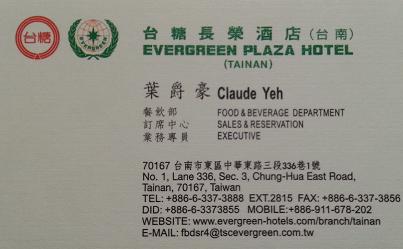 台糖
EVERGREEN
台糖長榮酒店(台南)
EVERGREEN PLAZA HOTEL
(TAINAN)
葉爵豪 Claude Yeh
餐飲部 FOOD & BEVERAGE DEPARTMENT
訂席中心 SALES & RESERVATION
業務專員 EXECUTIVE
70167 台南市東區中華東路三段336巷1號
No. 1, Lane 336, Sec. 3, Chung-Hua East Road,
Tainan, 70167, Taiwan
TEL: +886-6-337-3888 EXT.2815 FAX: +886-6-337-3856
DID: +886-6-3373855 MOBILE:+886-911-678-202
WEBSITE: www.evergreen-hotels.com/branch/tainan
E-MAIL: fbdsr4@tscevergreen.com.tw